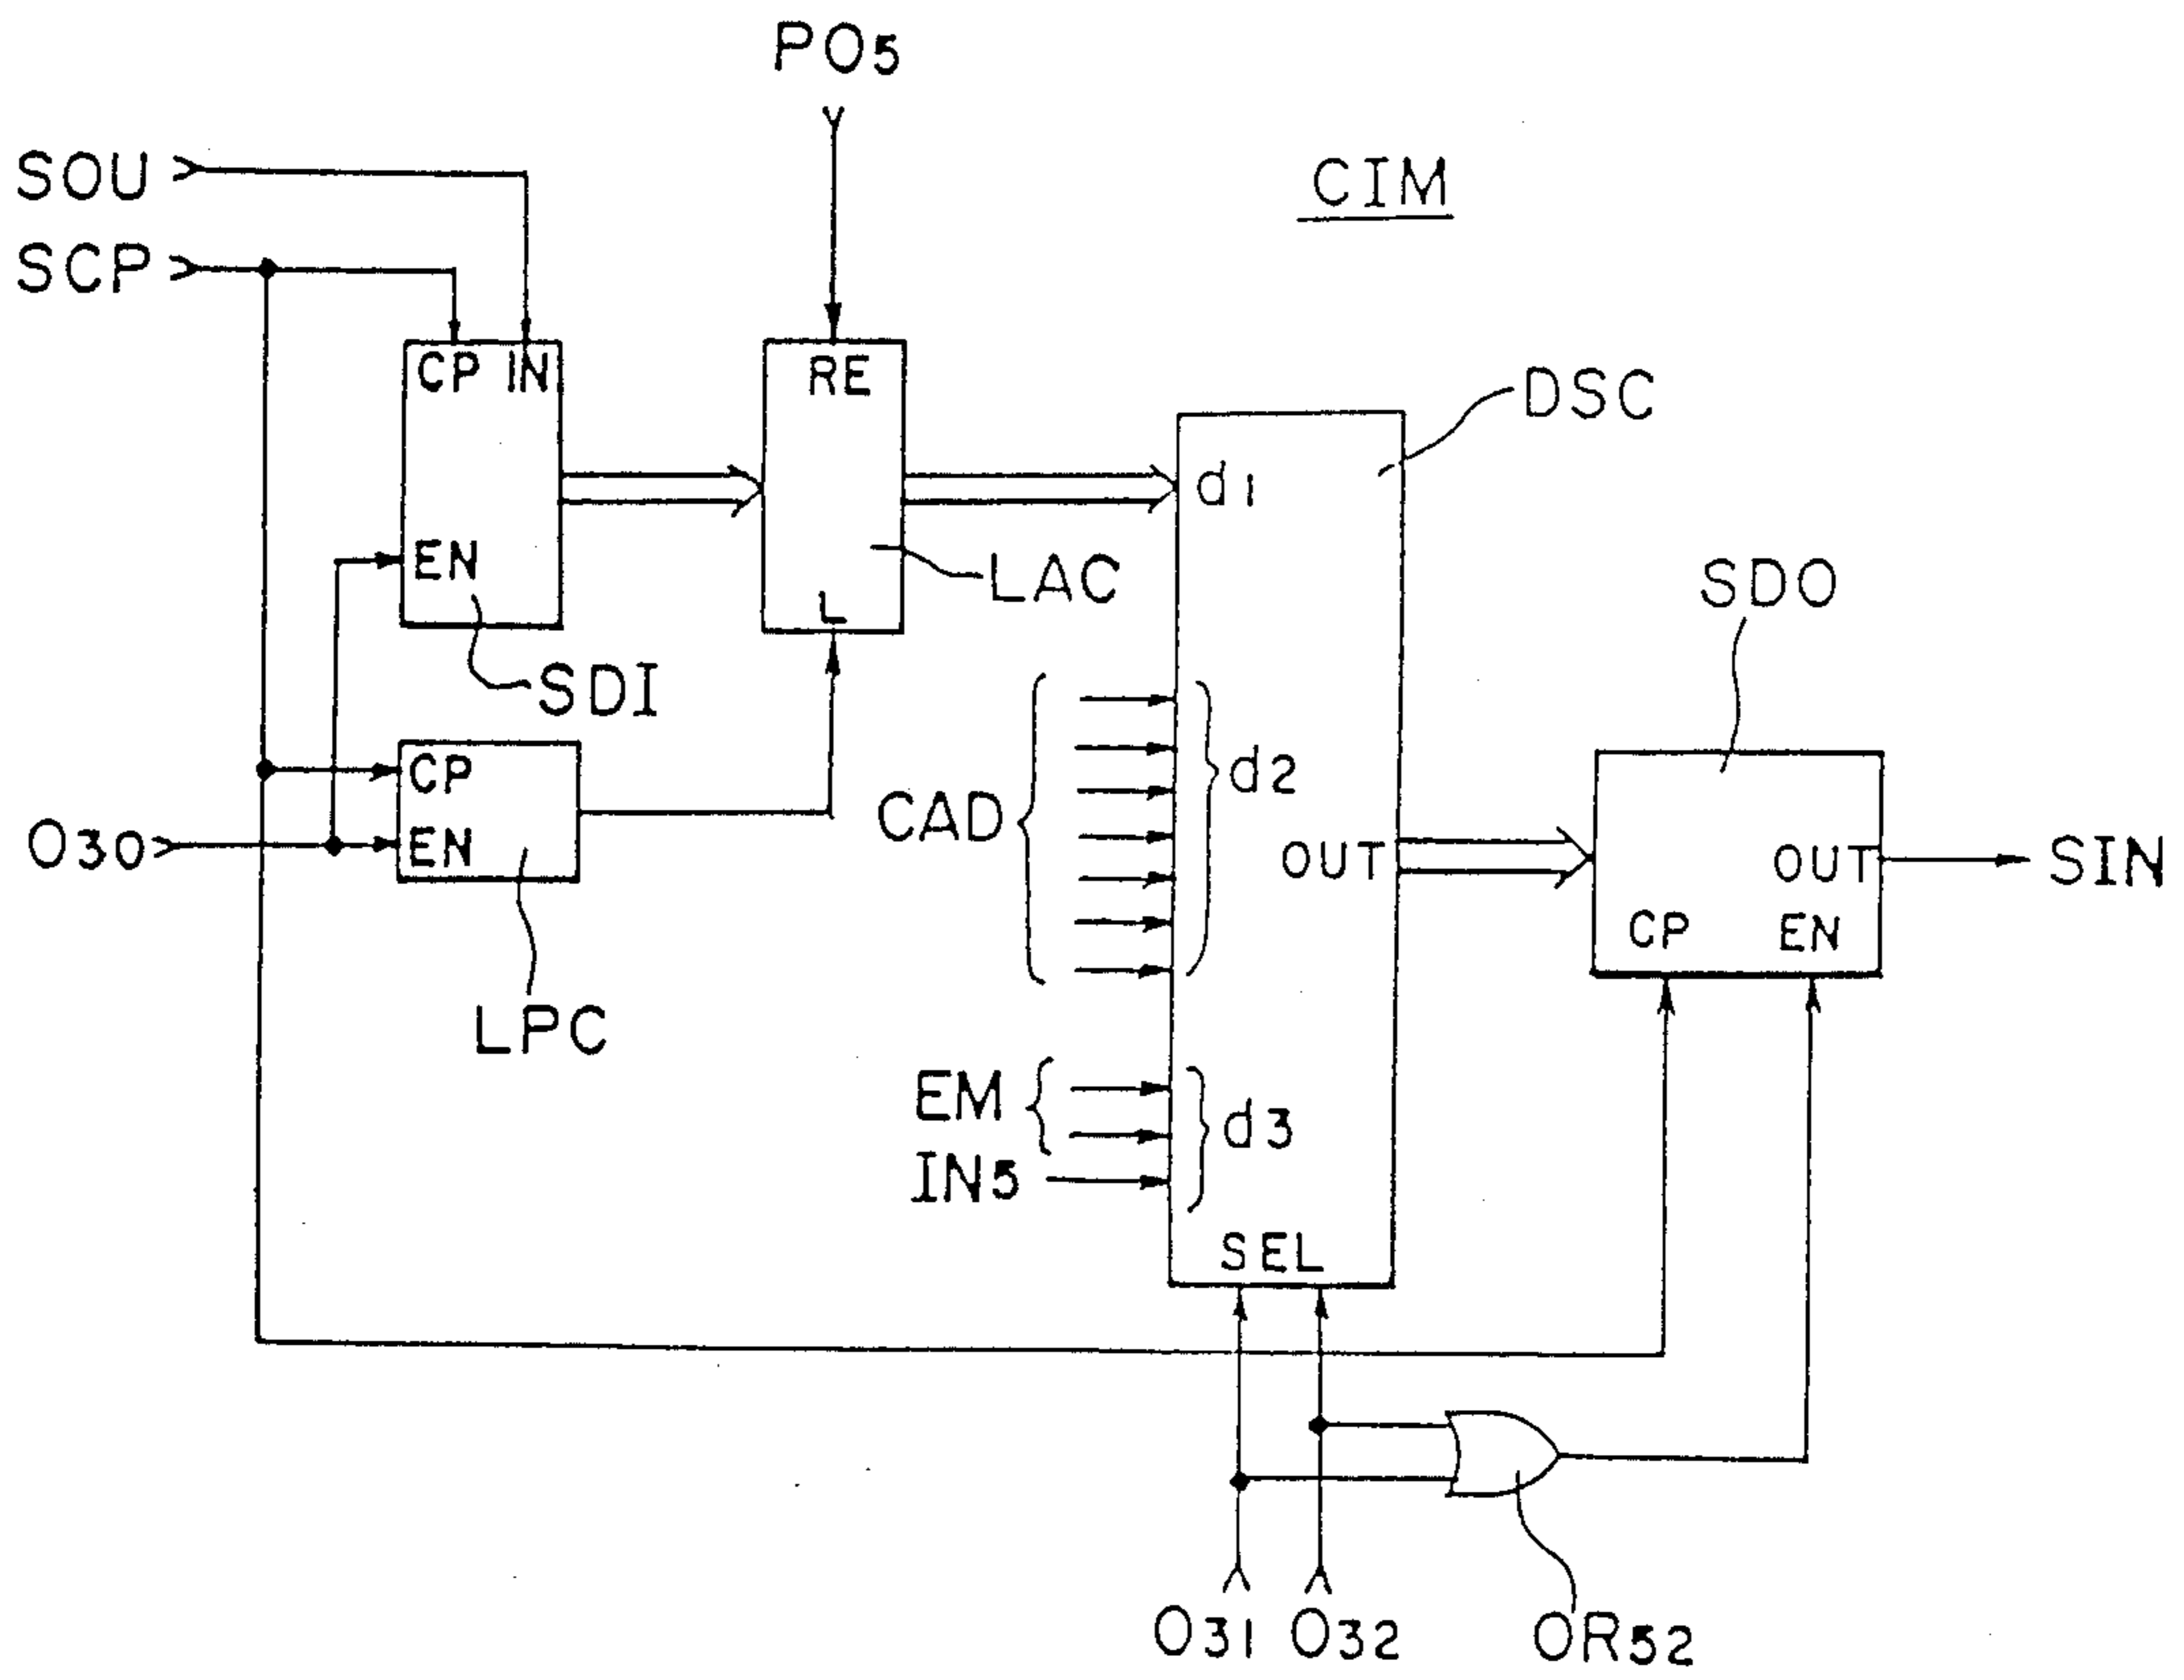 PO5
SOU
CIM
SCP
CP IN
RE
DSC
d1
EN
LAC
L
SDO
SDI
CP
d2
CAD
O30
EN
OUT
OUT
SIN
CP
EN
LPC
EM
d3
IN5
SEL
O31
O32
OR52